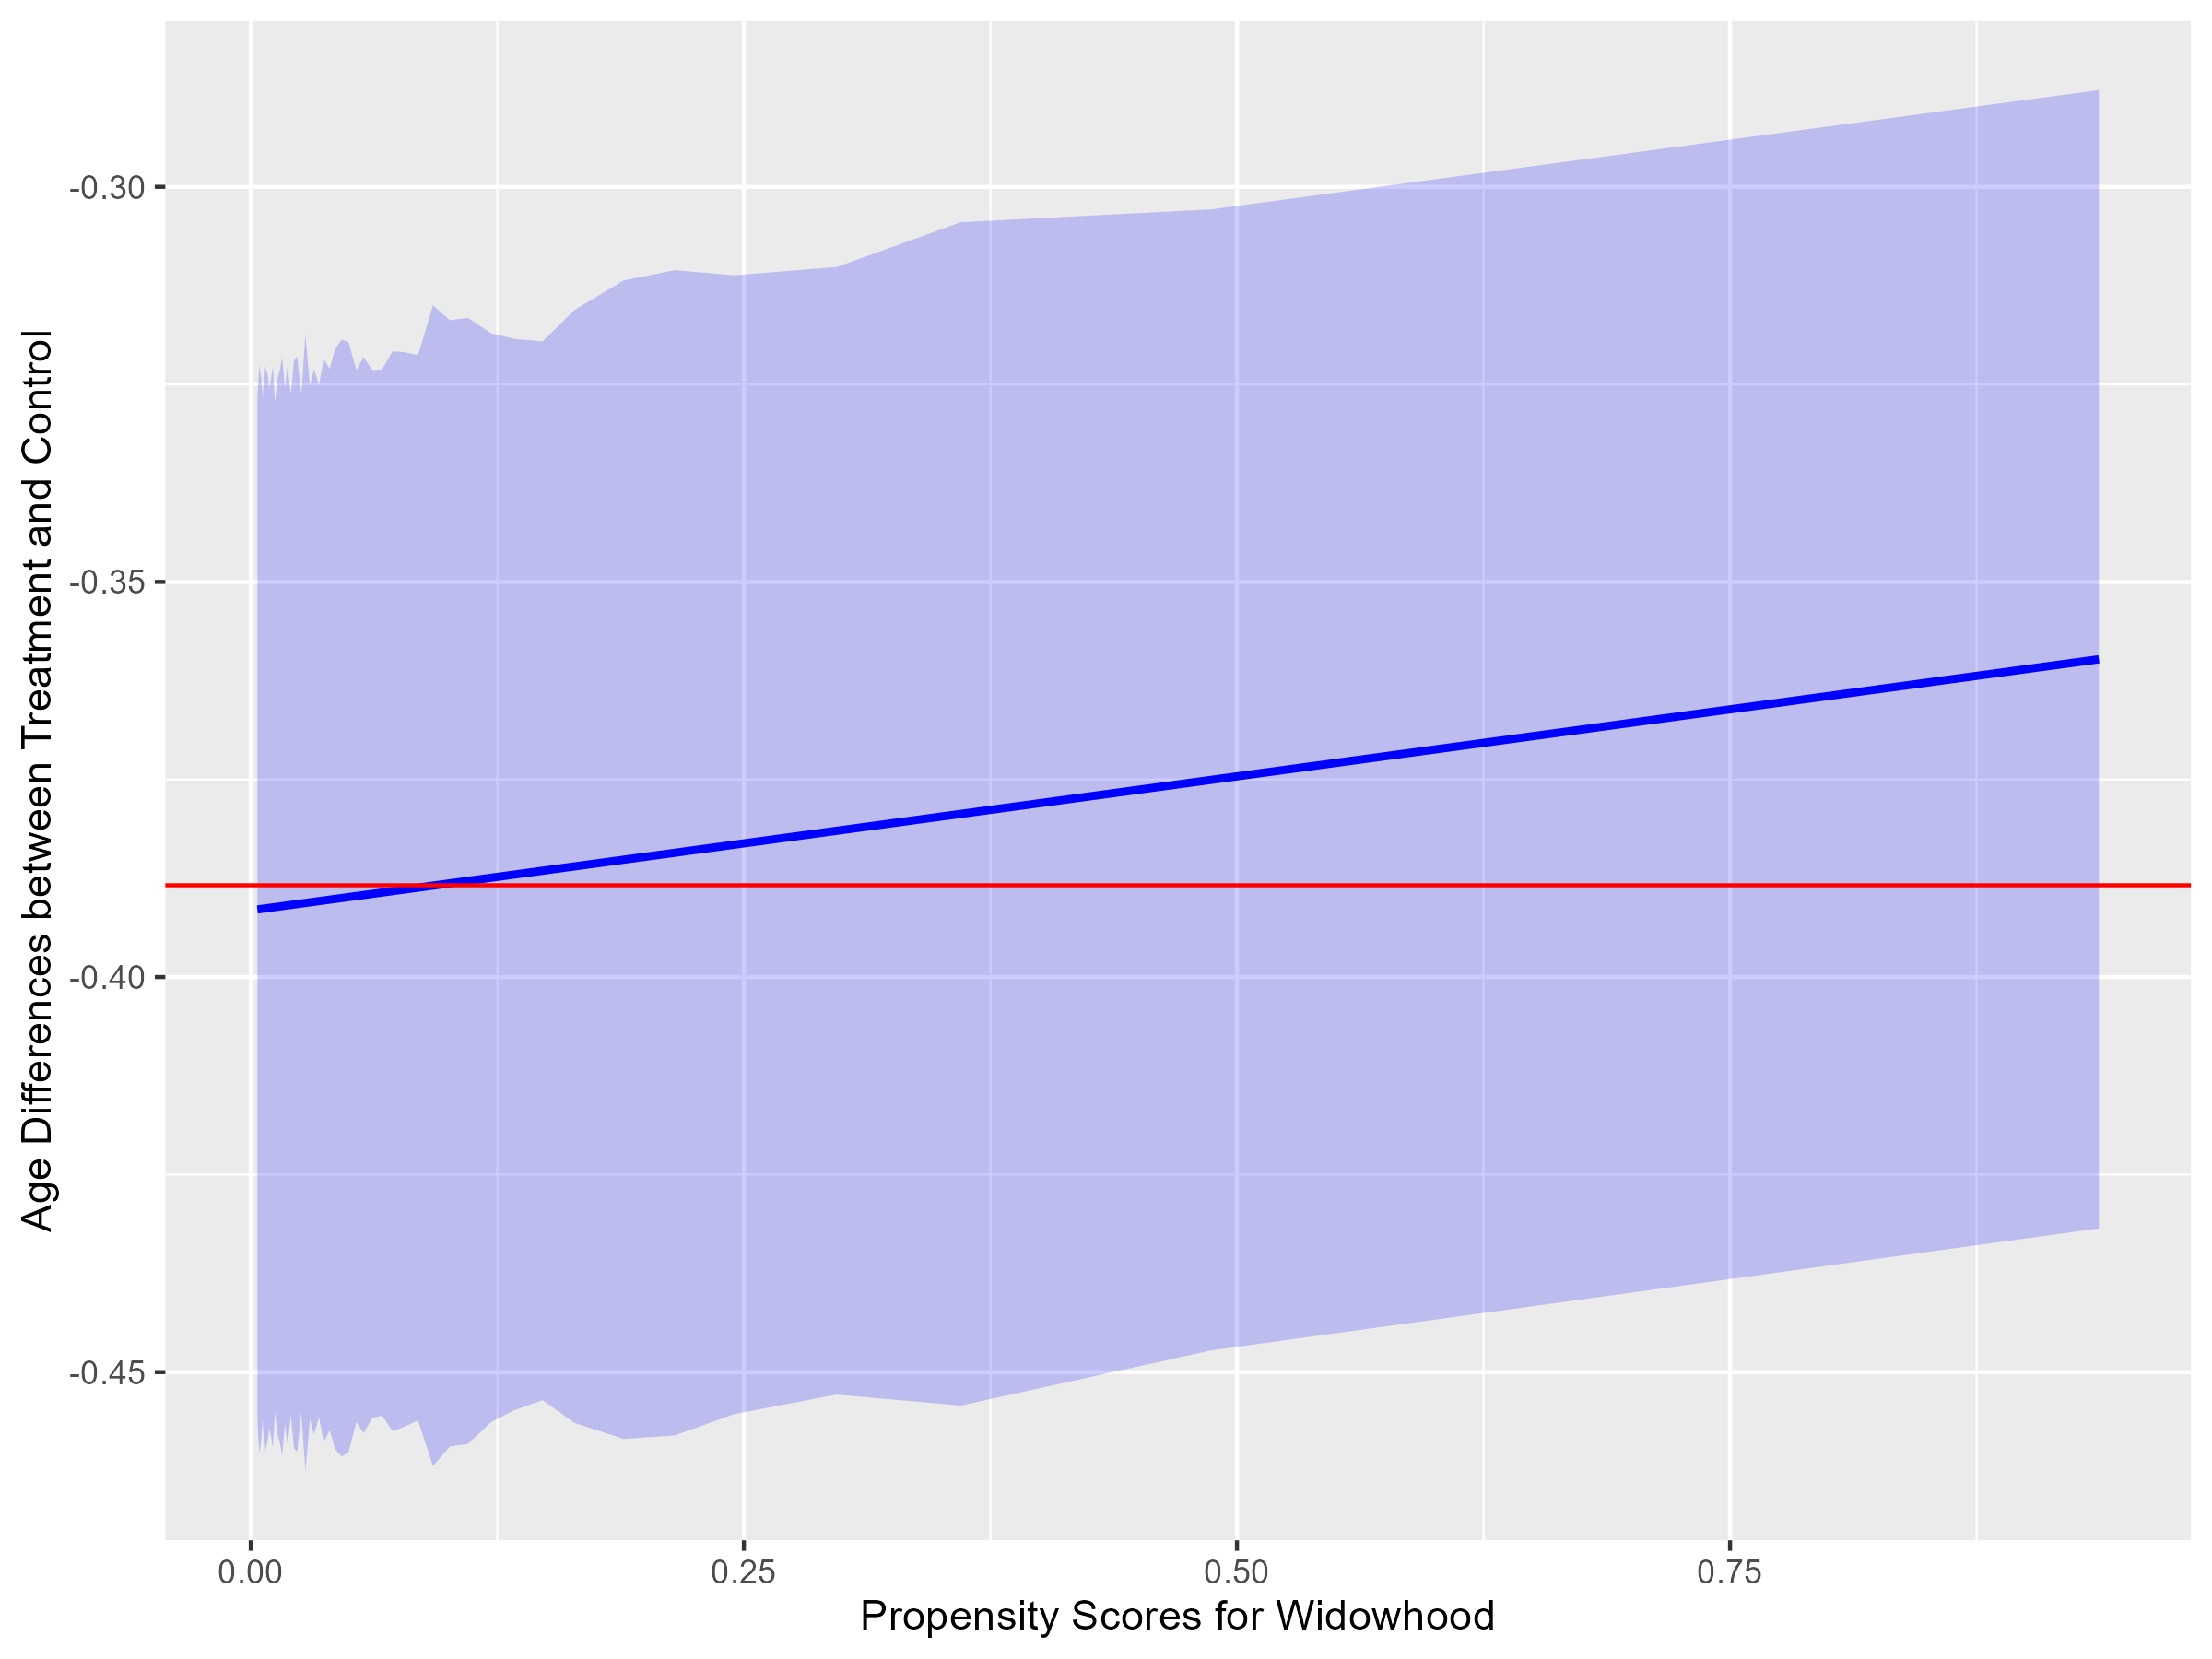 Age Differences between Treatment and Control
-0.30
-0.35
-0.40
-0.45
0.00 0.25 0.50 0.75
Propensity Scores for Widowhood